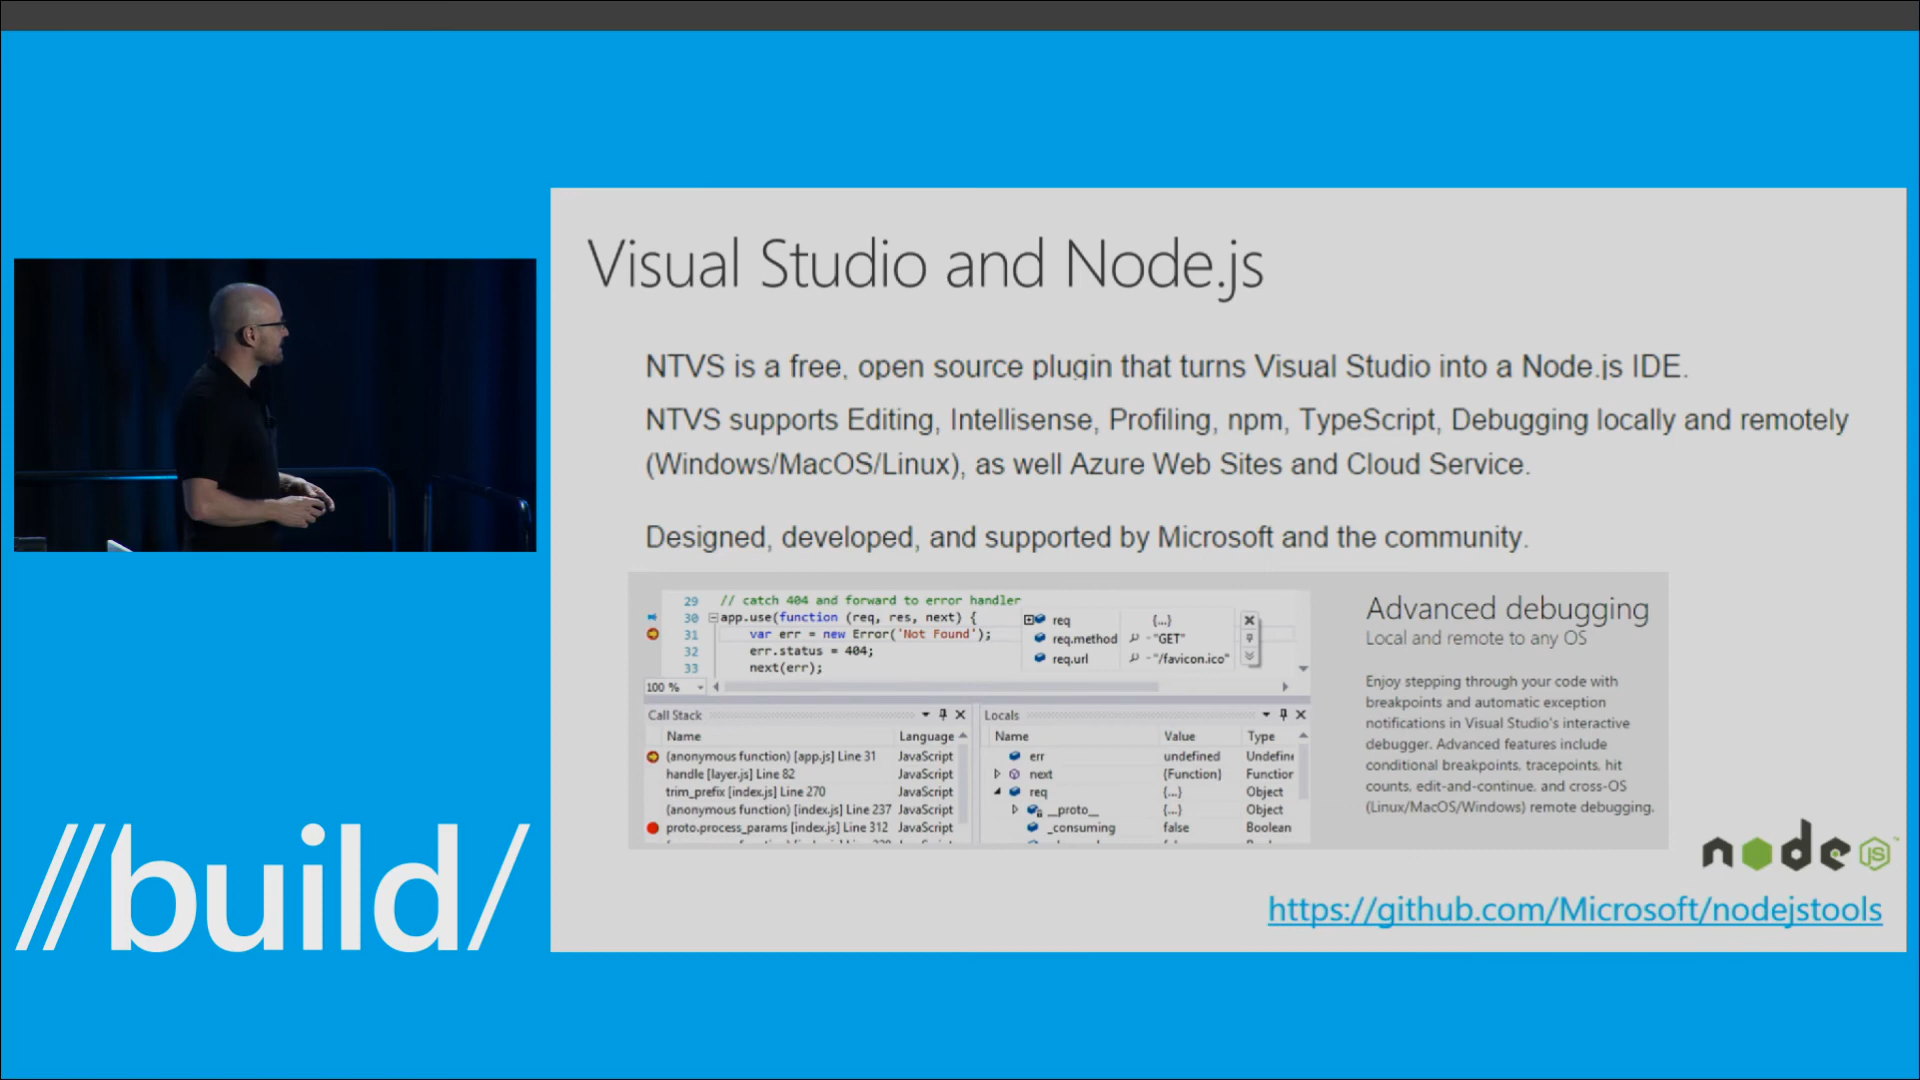 Visual Studio and Node.js
NTVS is a free, open source plugin that turns Visual Studio into a Node.js IDE.
NTVS supports Editing, Intellisense, Profiling, npm, TypeScript, Debugging locally and remotely
(Windows/MacOS/Linux), as well Azure Web Sites and Cloud Service.
Designed, developed, and supported by Microsoft and the community.
29 // catch 404 and forward to error handler
30 app.use(function (req, res, next) {
31 var err = new Error('Not Found');
32 err.status = 404;
33 next(err);
req {...}
req.method "GET"
req.url "/favicon.ico"
100 %
Call Stack
Name Language
(anonymous function) [app.js] Line 31 JavaScript
handle [layer.js] Line 82 JavaScript
trim_prefix [index.js] Line 270 JavaScript
(anonymous function) [index.js] Line 237 JavaScript
proto.process_params [index.js] Line 312 JavaScript
Locals
Name Value Type
err undefined Undefine
next {Function} Function
req {...} Object
__proto__ {...} Object
_consuming false Boolean
Advanced debugging
Local and remote to any OS
Enjoy stepping through your code with
breakpoints and automatic exception
notifications in Visual Studio's interactive
debugger. Advanced features include
conditional breakpoints, tracepoints, hit
counts, edit-and-continue, and cross-OS
(Linux/MacOS/Windows) remote debugging.
node JS ™
https://github.com/Microsoft/nodejstools
//build/